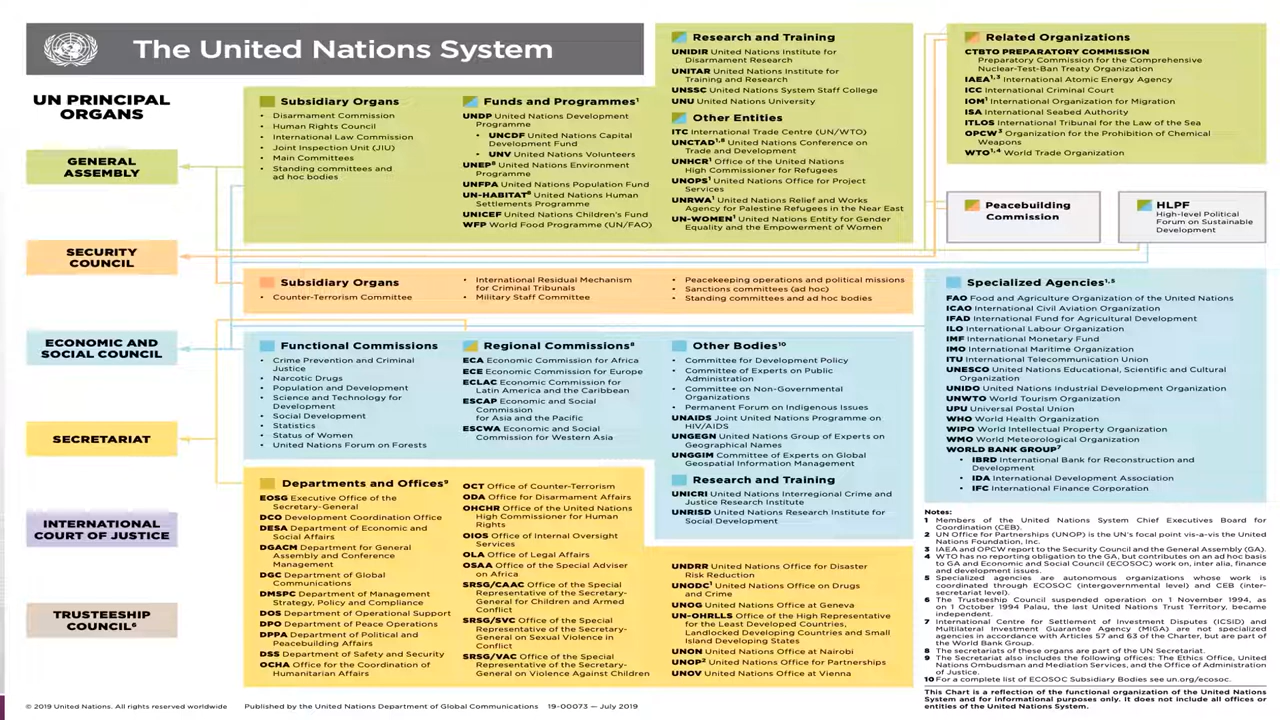 The United Nations System
UN PRINCIPAL
ORGANS
GENERAL
ASSEMBLY
SECURITY
COUNCIL
ECONOMIC AND
SOCIAL COUNCIL
SECRETARIAT
INTERNATIONAL
COURT OF JUSTICE
TRUSTEESHIP
COUNCIL⁶
Subsidiary Organs
• Disarmament Commission
• Human Rights Council
• International Law Commission
• Joint Inspection Unit (JIU)
• Main Committees
• Standing committees and
ad hoc bodies
Funds and Programmes¹
UNDP United Nations Development
Programme
• UNCDF United Nations Capital
Development Fund
• UNV United Nations Volunteers
UNEP⁸ United Nations Environment
Programme
UNFPA United Nations Population Fund
UN-HABITAT⁸ United Nations Human
Settlements Programme
UNICEF United Nations Children's Fund
WFP World Food Programme (UN/FAO)
Research and Training
UNIDIR United Nations Institute for
Disarmament Research
UNITAR United Nations Institute for
Training and Research
UNSSC United Nations System Staff College
UNU United Nations University
Other Entities
ITC International Trade Centre (UN/WTO)
UNCTAD¹,⁸ United Nations Conference on
Trade and Development
UNHCR¹ Office of the United Nations
High Commissioner for Refugees
UNOPS¹ United Nations Office for Project
Services
UNRWA¹ United Nations Relief and Works
Agency for Palestine Refugees in the Near East
UN-WOMEN¹ United Nations Entity for Gender
Equality and the Empowerment of Women
Related Organizations
CTBTO PREPARATORY COMMISSION
Preparatory Commission for the Comprehensive
Nuclear-Test-Ban Treaty Organization
IAEA¹,³ International Atomic Energy Agency
ICC International Criminal Court
IOM¹ International Organization for Migration
ISA International Seabed Authority
ITLOS International Tribunal for the Law of the Sea
OPCW³ Organization for the Prohibition of Chemical
Weapons
WTO¹,⁴ World Trade Organization
Peacebuilding
Commission
HLPF
High-level Political
Forum on Sustainable
Development
Subsidiary Organs
• Counter-Terrorism Committee
• International Residual Mechanism
for Criminal Tribunals
• Military Staff Committee
• Peacekeeping operations and political missions
• Sanctions committees (ad hoc)
• Standing committees and ad hoc bodies
Functional Commissions
• Crime Prevention and Criminal
Justice
• Narcotic Drugs
• Population and Development
• Science and Technology for
Development
• Social Development
• Statistics
• Status of Women
• United Nations Forum on Forests
Regional Commissions⁸
ECA Economic Commission for Africa
ECE Economic Commission for Europe
ECLAC Economic Commission for
Latin America and the Caribbean
ESCAP Economic and Social
Commission
for Asia and the Pacific
ESCWA Economic and Social
Commission for Western Asia
Other Bodies¹⁰
• Committee for Development Policy
• Committee of Experts on Public
Administration
• Committee on Non-Governmental
Organizations
• Permanent Forum on Indigenous Issues
UNAIDS Joint United Nations Programme on
HIV/AIDS
UNGEGN United Nations Group of Experts on
Geographical Names
UNGGIM Committee of Experts on Global
Geospatial Information Management
Research and Training
UNICRI United Nations Interregional Crime and
Justice Research Institute
UNRISD United Nations Research Institute for
Social Development
Specialized Agencies¹,⁵
FAO Food and Agriculture Organization of the United Nations
ICAO International Civil Aviation Organization
IFAD International Fund for Agricultural Development
ILO International Labour Organization
IMF International Monetary Fund
IMO International Maritime Organization
ITU International Telecommunication Union
UNESCO United Nations Educational, Scientific and Cultural
Organization
UNIDO United Nations Industrial Development Organization
UNWTO World Tourism Organization
UPU Universal Postal Union
WHO World Health Organization
WIPO World Intellectual Property Organization
WMO World Meteorological Organization
WORLD BANK GROUP⁷
• IBRD International Bank for Reconstruction and
Development
• IDA International Development Association
• IFC International Finance Corporation
Departments and Offices⁹
EOSG Executive Office of the
Secretary-General
DCO Development Coordination Office
DESA Department of Economic and
Social Affairs
DGACM Department for General
Assembly and Conference
Management
DGC Department of Global
Communications
DMSPC Department of Management
Strategy, Policy and Compliance
DOS Department of Operational Support
DPO Department of Peace Operations
DPPA Department of Political and
Peacebuilding Affairs
DSS Department of Safety and Security
OCHA Office for the Coordination of
Humanitarian Affairs
OCT Office of Counter-Terrorism
ODA Office for Disarmament Affairs
OHCHR Office of the United Nations
High Commissioner for Human
Rights
OIOS Office of Internal Oversight
Services
OLA Office of Legal Affairs
OSAA Office of the Special Adviser
on Africa
SRSG/CAAC Office of the Special
Representative of the Secretary-
General for Children and Armed
Conflict
SRSG/SVC Office of the Special
Representative of the Secretary-
General on Sexual Violence in
Conflict
SRSG/VAC Office of the Special
Representative of the Secretary-
General on Violence Against Children
UNDRR United Nations Office for Disaster
Risk Reduction
UNODC¹ United Nations Office on Drugs
and Crime
UNOG United Nations Office at Geneva
UN-OHRLLS Office of the High Representative
for the Least Developed Countries,
Landlocked Developing Countries and Small
Island Developing States
UNON United Nations Office at Nairobi
UNOP² United Nations Office for Partnerships
UNOV United Nations Office at Vienna
Notes:
1 Members of the United Nations System Chief Executives Board for
Coordination (CEB).
2 UN Office for Partnerships (UNOP) is the UN's focal point vis-a-vis the United
Nations Foundation, Inc.
3 IAEA and OPCW report to the Security Council and the General Assembly (GA).
4 WTO has no reporting obligation to the GA, but contributes on an ad hoc basis
to GA and Economic and Social Council (ECOSOC) work on, inter alia, finance
and development issues.
5 Specialized agencies are autonomous organizations whose work is
coordinated through ECOSOC (intergovernmental level) and CEB (inter-
secretariat level).
6 The Trusteeship Council suspended operation on 1 November 1994, as
on 1 October 1994 Palau, the last United Nations Trust Territory, became
independent.
7 International Centre for Settlement of Investment Disputes (ICSID) and
Multilateral Investment Guarantee Agency (MIGA) are not specialized
agencies in accordance with Articles 57 and 63 of the Charter, but are part of
the World Bank Group.
8 The secretariats of these organs are part of the UN Secretariat.
9 The Secretariat also includes the following offices: The Ethics Office, United
Nations Ombudsman and Mediation Services, and the Office of Administration
of Justice.
10 For a complete list of ECOSOC Subsidiary Bodies see un.org/ecosoc.
This Chart is a reflection of the functional organization of the United Nations
System and for informational purposes only. It does not include all offices or
entities of the United Nations System.
© 2019 United Nations. All rights reserved worldwide
Published by the United Nations Department of Global Communications 19-00073 — July 2019